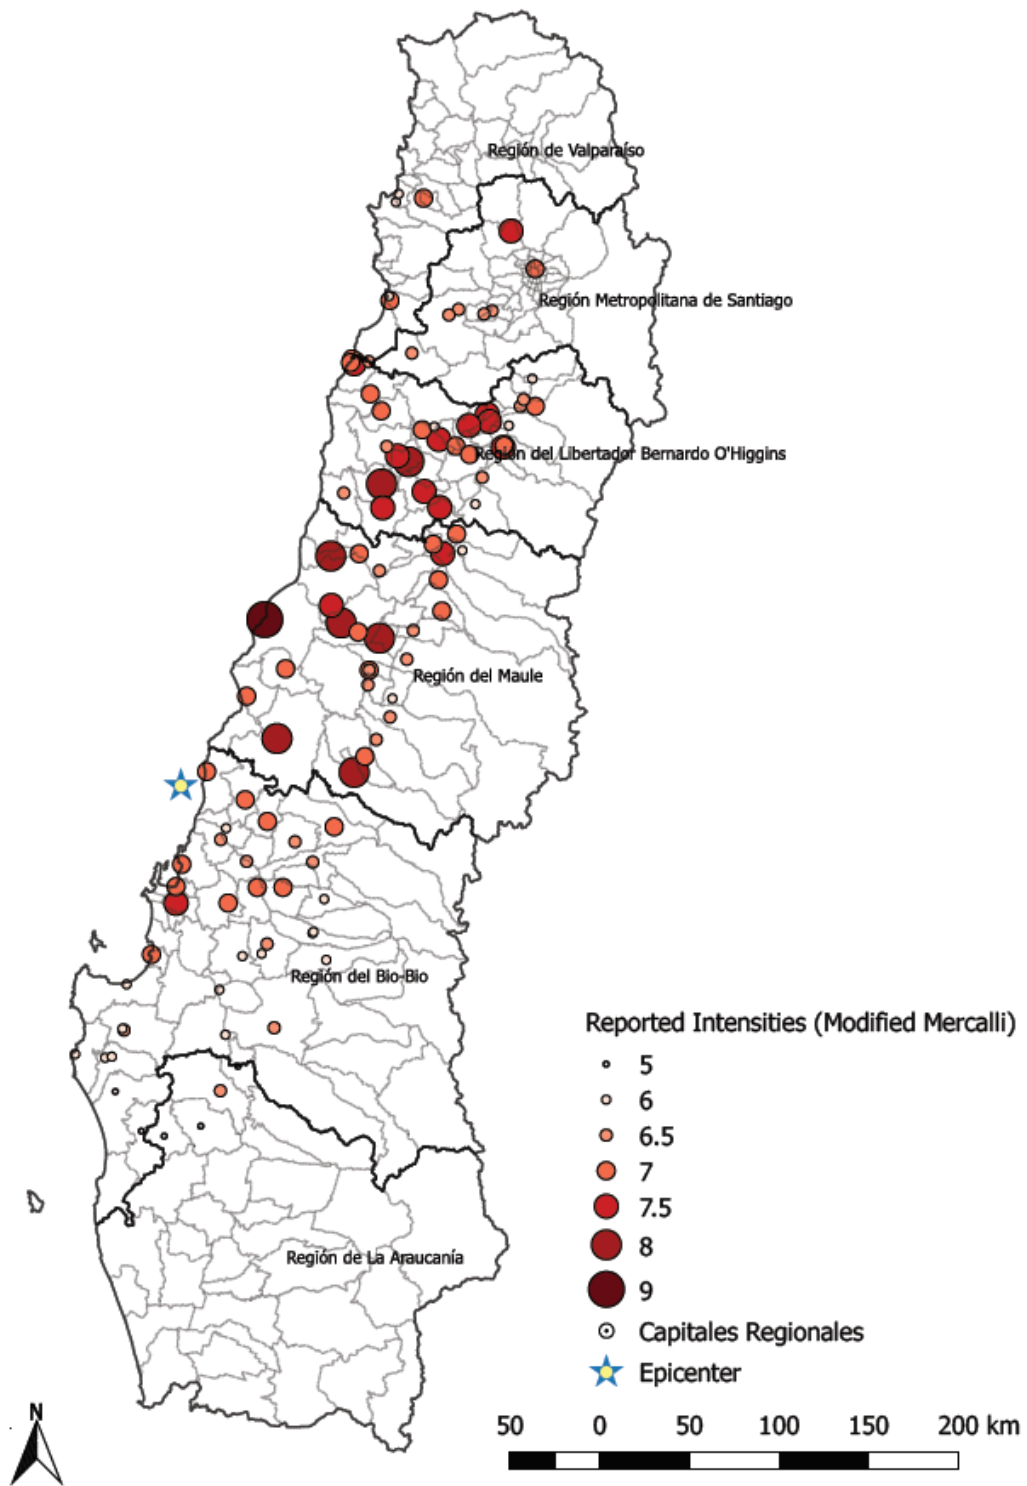 Región de Valparaíso
Región Metropolitana de Santiago
Región del Libertador Bernardo O'Higgins
Región del Maule
Región del Bio-Bio
Región de La Araucanía
Reported Intensities (Modified Mercalli)
5
6
6.5
7
7.5
8
9
Capitales Regionales
Epicenter
N
50 0 50 100 150 200 km